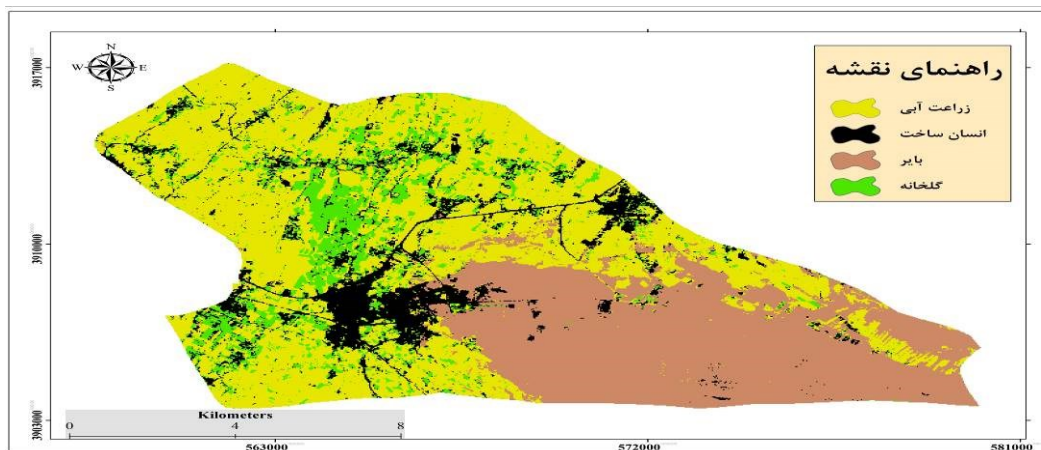 N
W E
S
راهنمای نقشه
زراعت آبی
انسان ساخت
بایر
گلخانه
3917000
3910000
3903000
Kilometers
0 4 8
563000 572000 581000